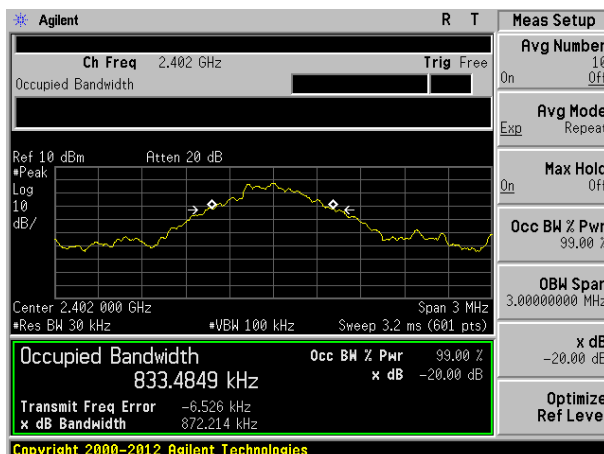 Agilent R T Meas Setup
Ch Freq 2.402 GHz Trig Free
Occupied Bandwidth
Ref 10 dBm Atten 20 dB
#Peak
Log
10
dB/
Center 2.402 000 GHz Span 3 MHz
#Res BW 30 kHz #VBW 100 kHz Sweep 3.2 ms (601 pts)
Occupied Bandwidth Occ BW % Pwr 99.00 %
833.4849 kHz x dB -20.00 dB
Transmit Freq Error -6.526 kHz
x dB Bandwidth 872.214 kHz
Copyright 2000-2012 Agilent Technologies
Avg Number
10
On Off
Avg Mode
Exp Repeat
Max Hold
On Off
Occ BW % Pwr
99.00 %
OBW Span
3.00000000 MHz
x dB
-20.00 dB
Optimize
Ref Level